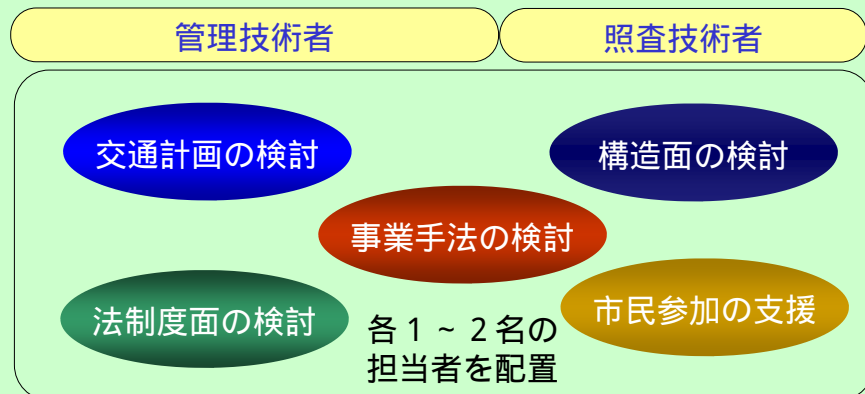 管理技術者
照査技術者
交通計画の検討
構造面の検討
事業手法の検討
法制度面の検討
市民参加の支援
各1~2名の
担当者を配置